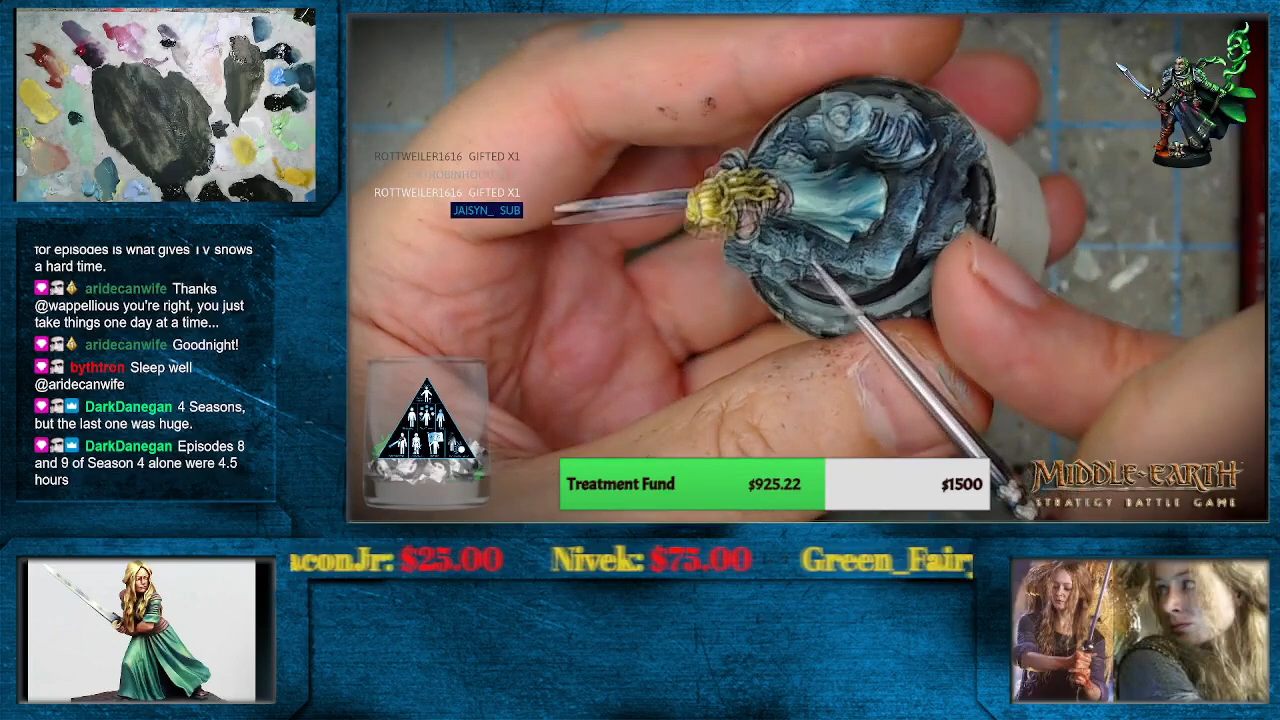 for episodes is what gives TV shows
a hard time.
aridecanwife Thanks
@wappellious you're right, you just
take things one day at a time...
aridecanwife Goodnight!
bythtron Sleep well
@aridecanwife
DarkDanegan 4 Seasons,
but the last one was huge.
DarkDanegan Episodes 8
and 9 of Season 4 alone were 4.5
hours
ROTTWEILER1616 GIFTED X1
ROTTWEILER1616 GIFTED X1
JAISYN_ SUB
Treatment Fund $925.22 $1500
MIDDLE-EARTH
STRATEGY BATTLE GAME
aconJr: $25.00 Nivek: $75.00 Green_Fairy